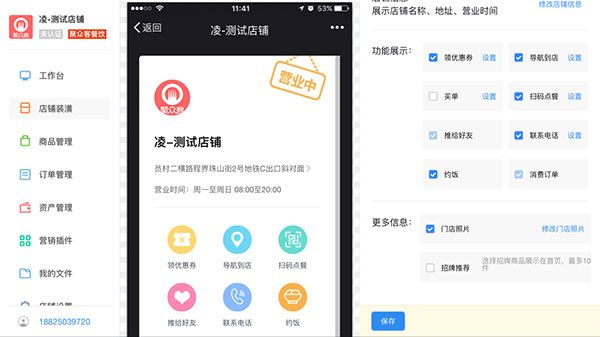 凌-测试店铺
未认证 聚众客餐饮
聚众客
工作台
店铺装潢
商品管理
订单管理
资产管理
营销插件
我的文件
18825039720
11:41
返回
凌-测试店铺
营业中
聚众客
凌-测试店铺
员村二横路程界珠山街2号地铁C出口斜对面
营业时间: 周一至周日 08:00至20:00
领优惠券 导航到店 扫码点餐
推给好友 联系电话 约饭
展示店铺名称、地址、营业时间
修改店铺信息
功能展示:
领优惠券 设置 导航到店 设置
买单 设置 扫码点餐 设置
推给好友 联系电话 设置
约饭 消费订单
更多信息:
门店照片 修改门店照片
招牌推荐 选择招牌商品展示在首页，最多10
件
保存